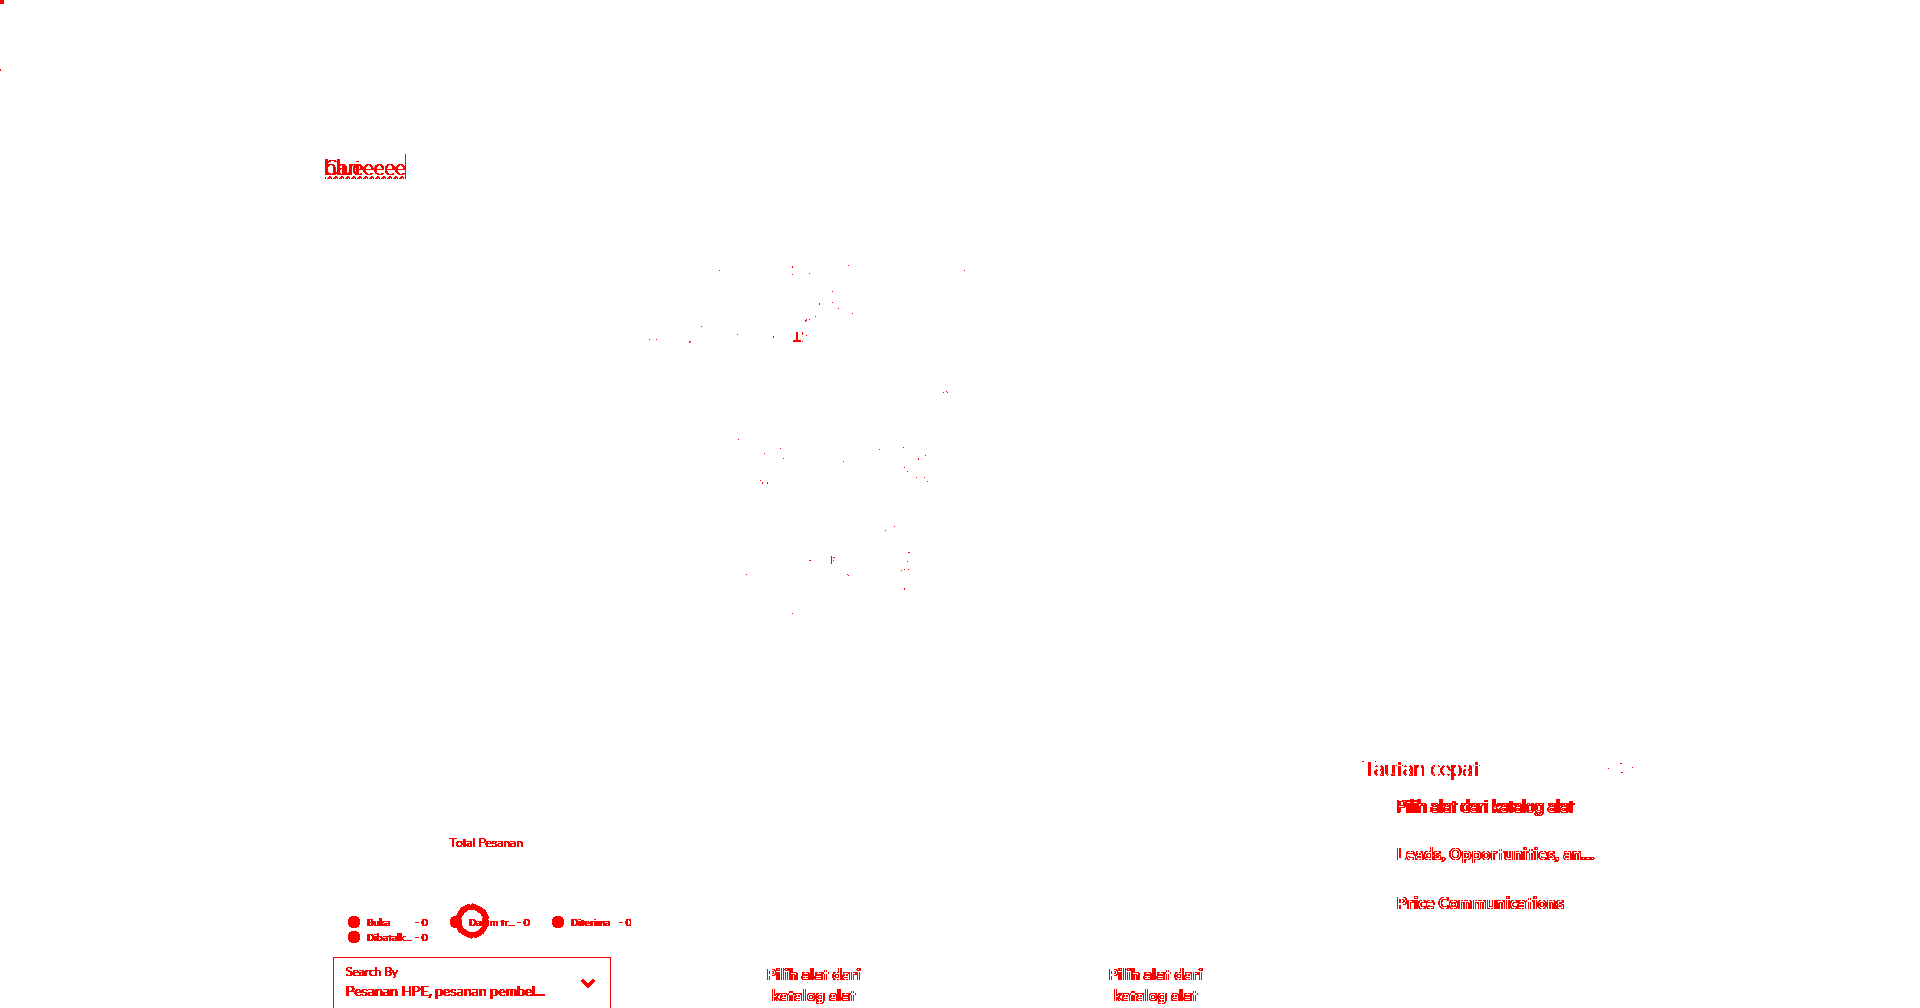 Tautan cepat
Pilih alat dari katalog alat
Leads, Opportunities, an...
Price Communications
Total Pesanan
Buka - 0
- 0
Diterima - 0
Dibatalk... - 0
Search By
Pesanan HPE, pesanan pembel...
Pilih alat dari
katalog alat
Pilih alat dari
katalog alat